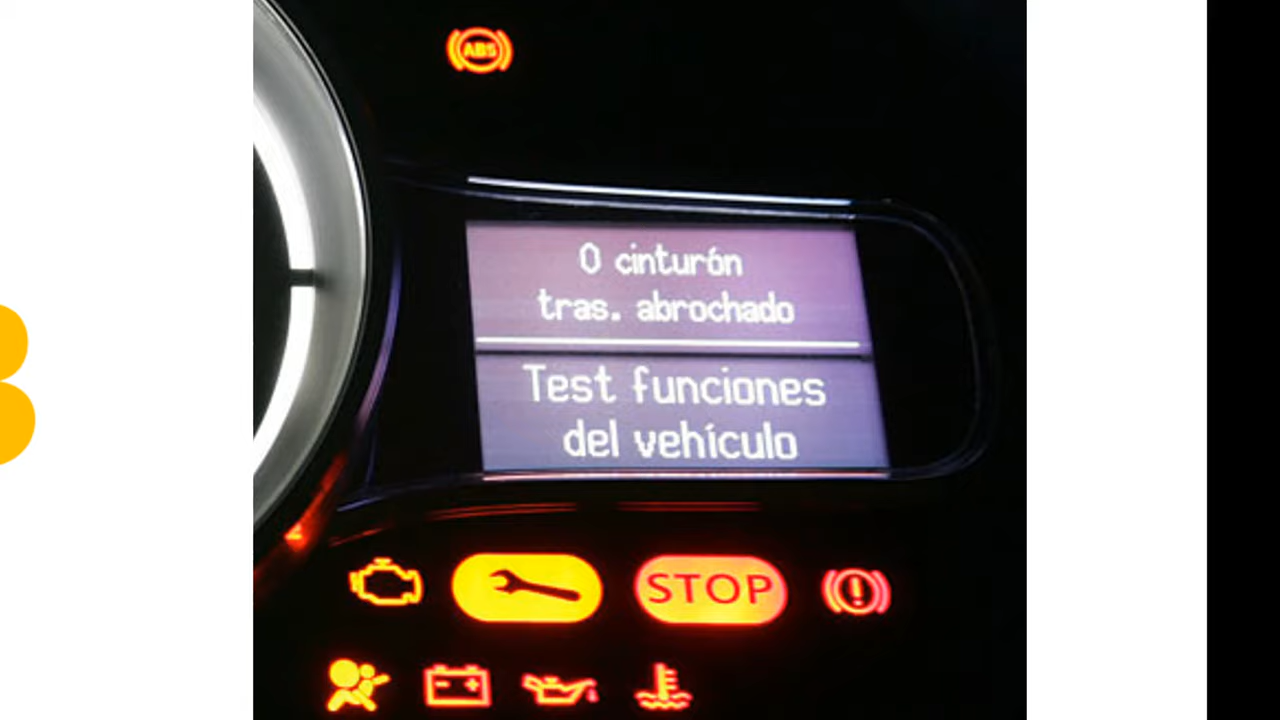 ABS
0 cinturón
tras. abrochado
Test funciones
del vehículo
STOP